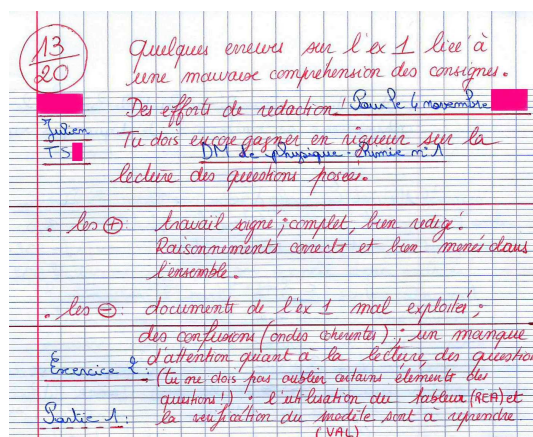 13
20
Quelques erreurs sur l'ex 1 liée à
une mauvaise compréhension des consignes.
Des efforts de rédaction! Pour le 4 novembre
Julien
Tu dois encore gagner en rigueur sur la
TS
DM de physique-chimie n°1
lecture des questions posées.
. les ⊕: travail soigné; complet, bien rédigé.
Raisonnements corrects et bien menés dans
l'ensemble.
. les ⊖: documents de l'ex 1 mal exploités;
des confusions (ondes cohérentes); un manque
d'attention quant à la lecture des question
Exercice 2:
(tu ne dois pas oublier certains éléments des
questions!); l'utilisation du tableur (REA) et
Partie 1:
la vérification du modèle sont à reprendre
(VAL)